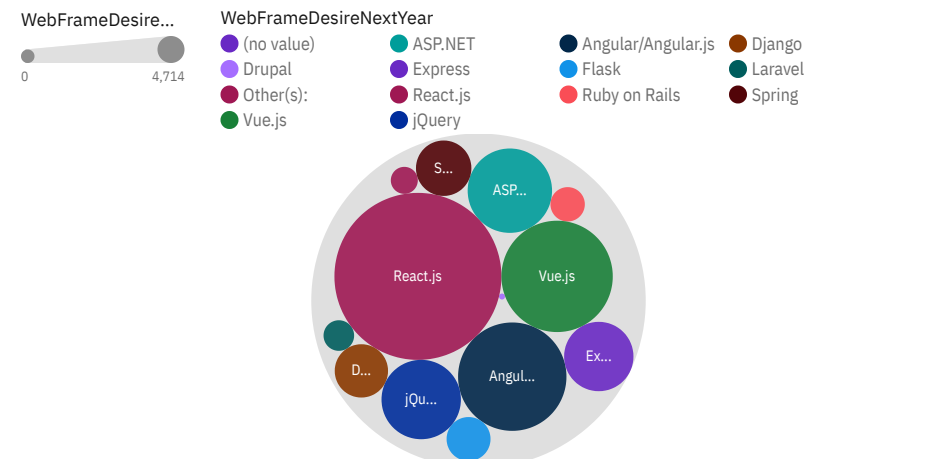 WebFrameDesire...
0
4,714
WebFrameDesireNextYear
(no value)
ASP.NET
Angular/Angular.js
Django
Drupal
Express
Flask
Laravel
Other(s):
React.js
Ruby on Rails
Spring
Vue.js
jQuery
S...
ASP...
React.js
Vue.js
Ex...
D...
jQu...
Angul...